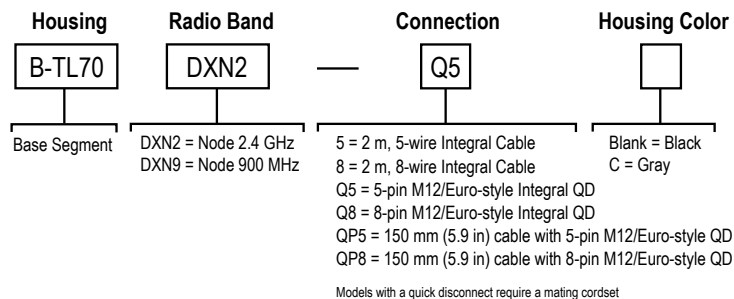 Housing
Radio Band
Connection
Housing Color
B-TL70
DXN2
—
Q5
Base Segment
DXN2 = Node 2.4 GHz
DXN9 = Node 900 MHz
5 = 2 m, 5-wire Integral Cable
8 = 2 m, 8-wire Integral Cable
Q5 = 5-pin M12/Euro-style Integral QD
Q8 = 8-pin M12/Euro-style Integral QD
QP5 = 150 mm (5.9 in) cable with 5-pin M12/Euro-style QD
QP8 = 150 mm (5.9 in) cable with 8-pin M12/Euro-style QD
Models with a quick disconnect require a mating cordset
Blank = Black
C = Gray